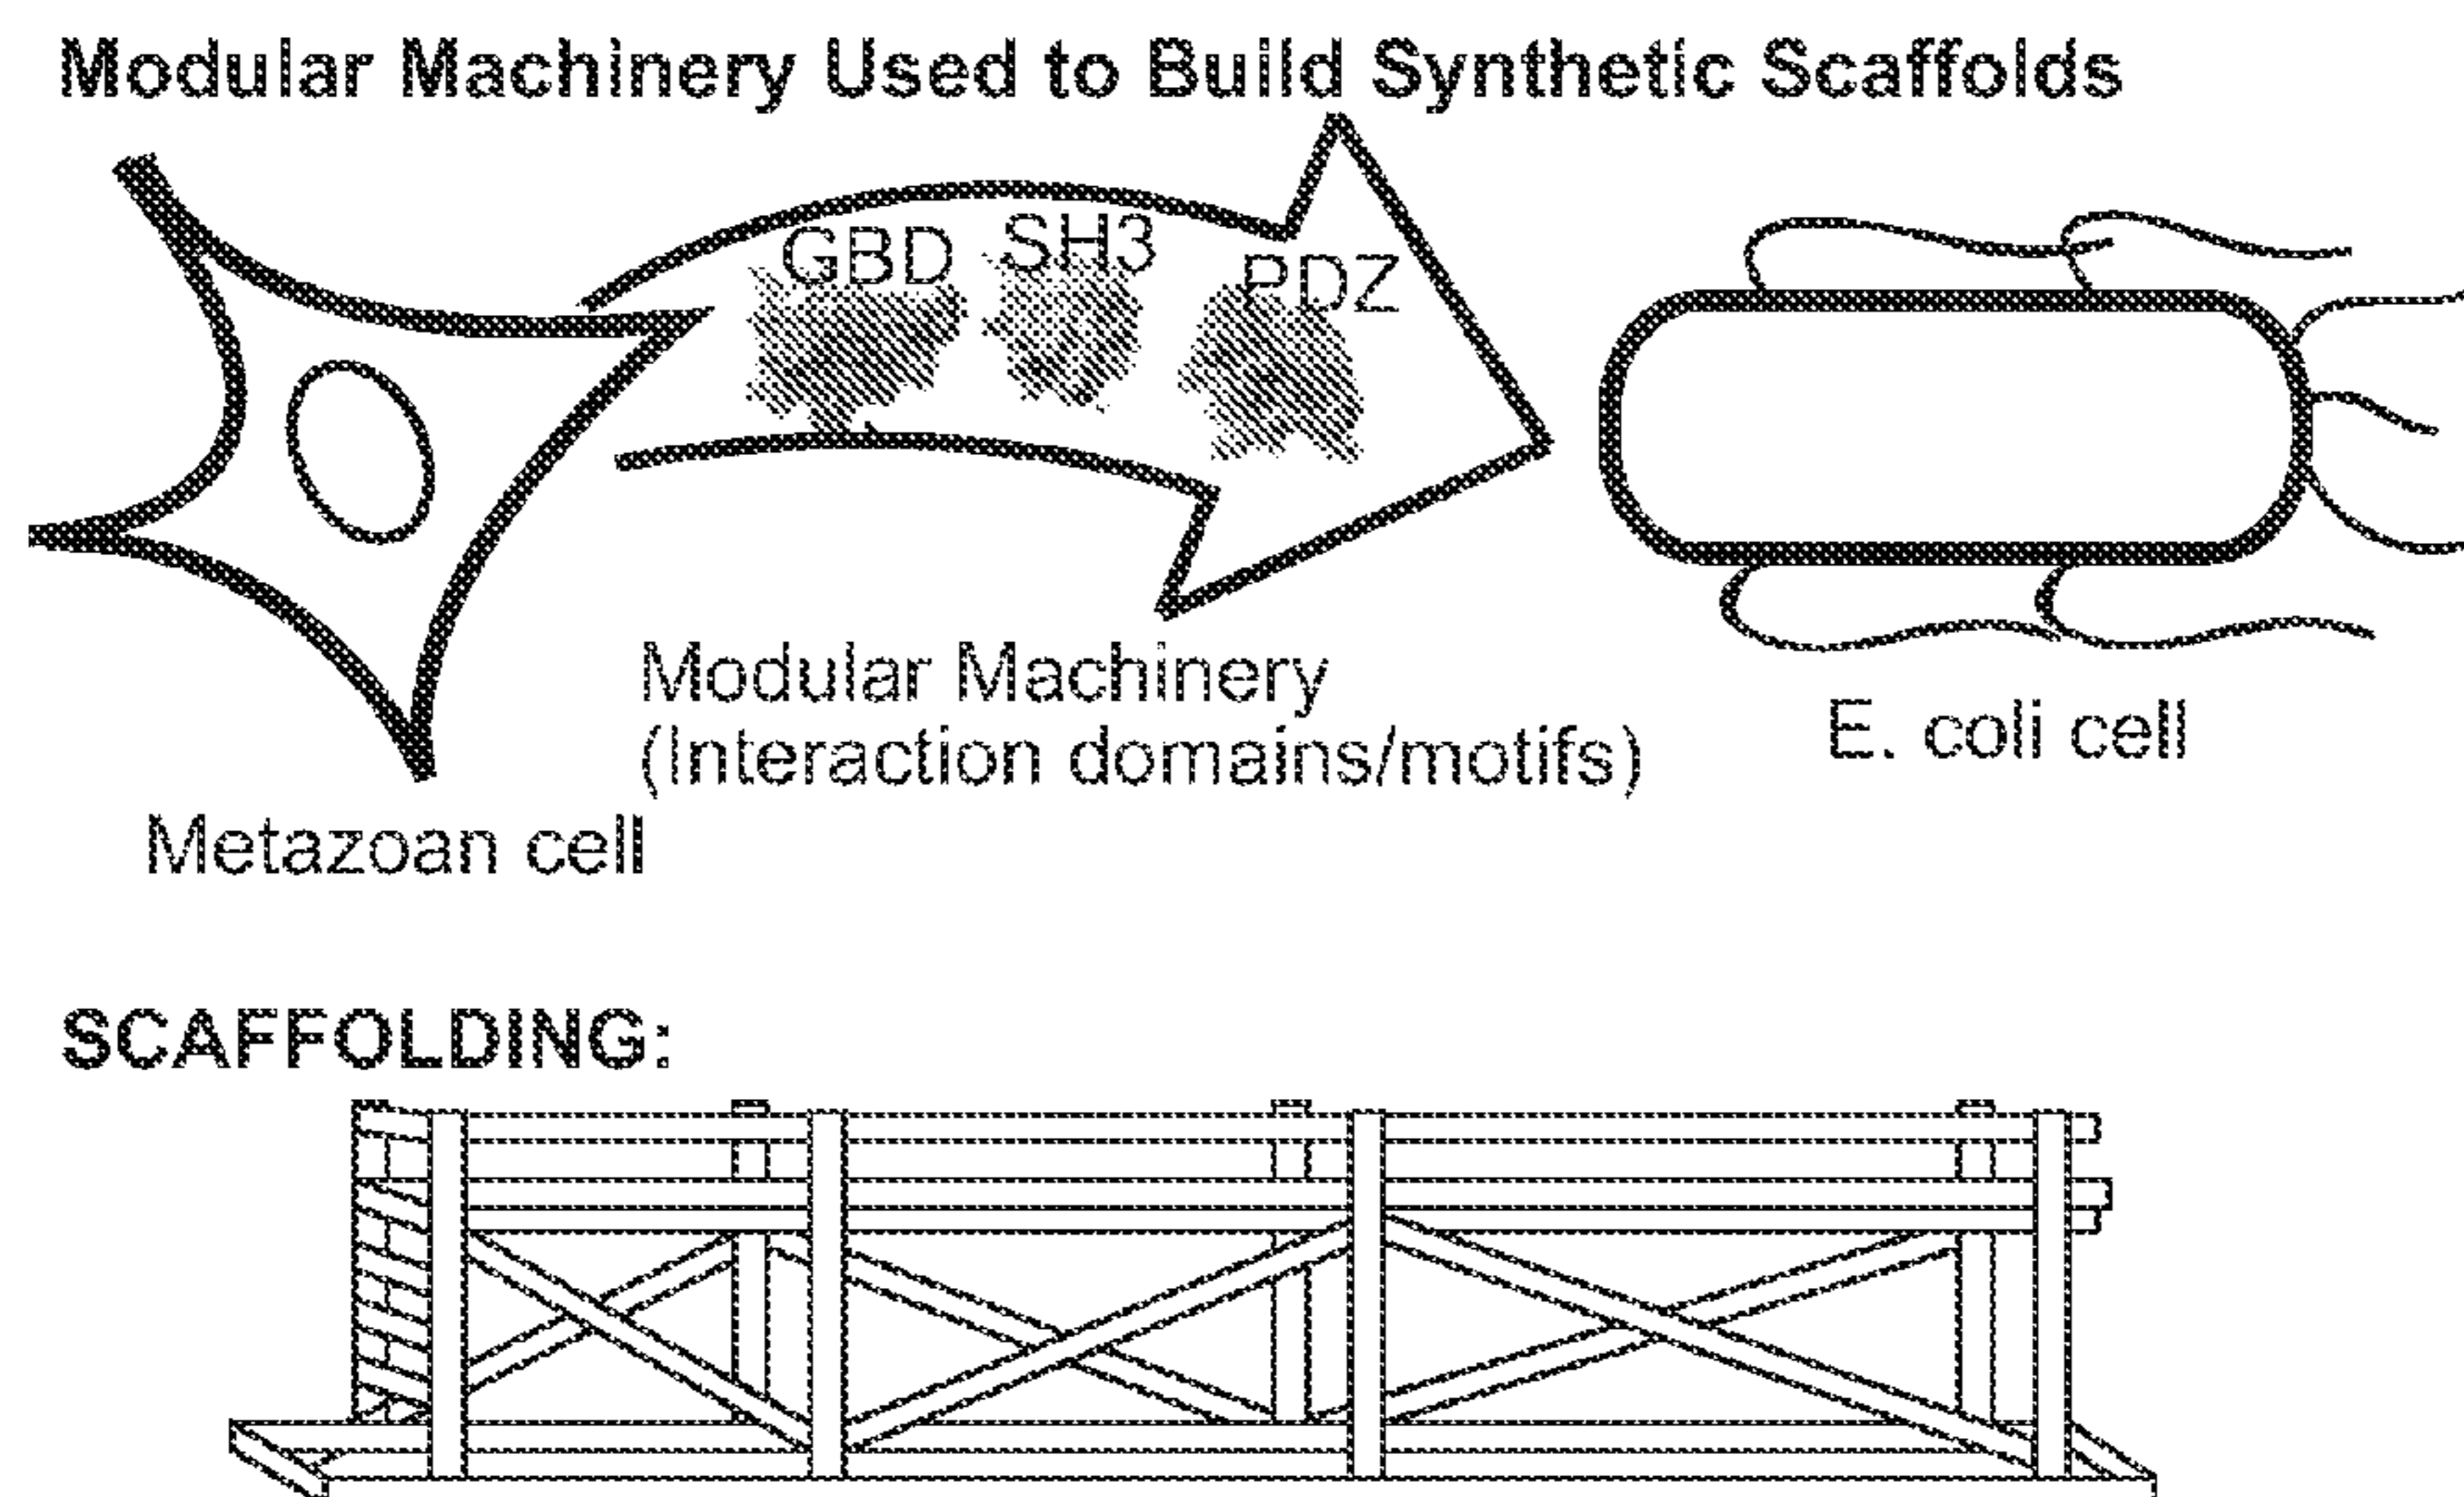 Modular Machinery Used to Build Synthetic Scaffolds
GBD
SH3
PDZ
Modular Machinery
(Interaction domains/motifs)
E. coli cell
Metazoan cell
SCAFFOLDING: